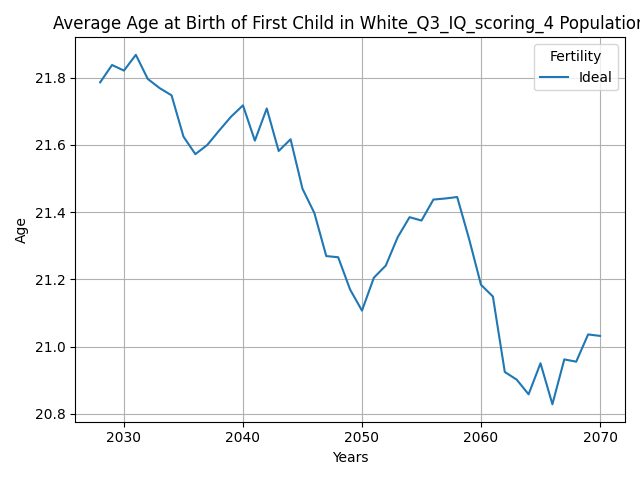 Average Age at Birth of First Child in White_Q3_IQ_scoring_4 Population
Fertility
Ideal
21.8
21.6
21.4
21.2
21.0
20.8
Age
2030 2040 2050 2060 2070
Years